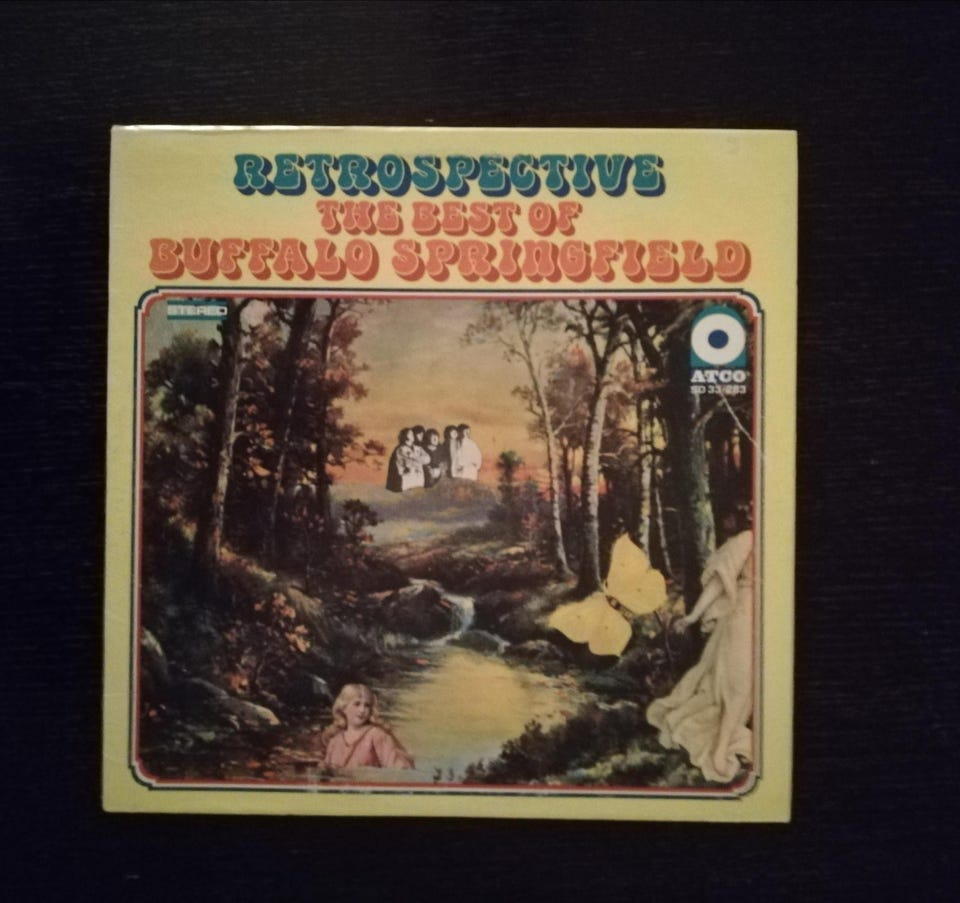 RETROSPECTIVE
THE BEST OF
BUFFALO SPRINGFIELD
STEREO
ATCO
SD 33-283